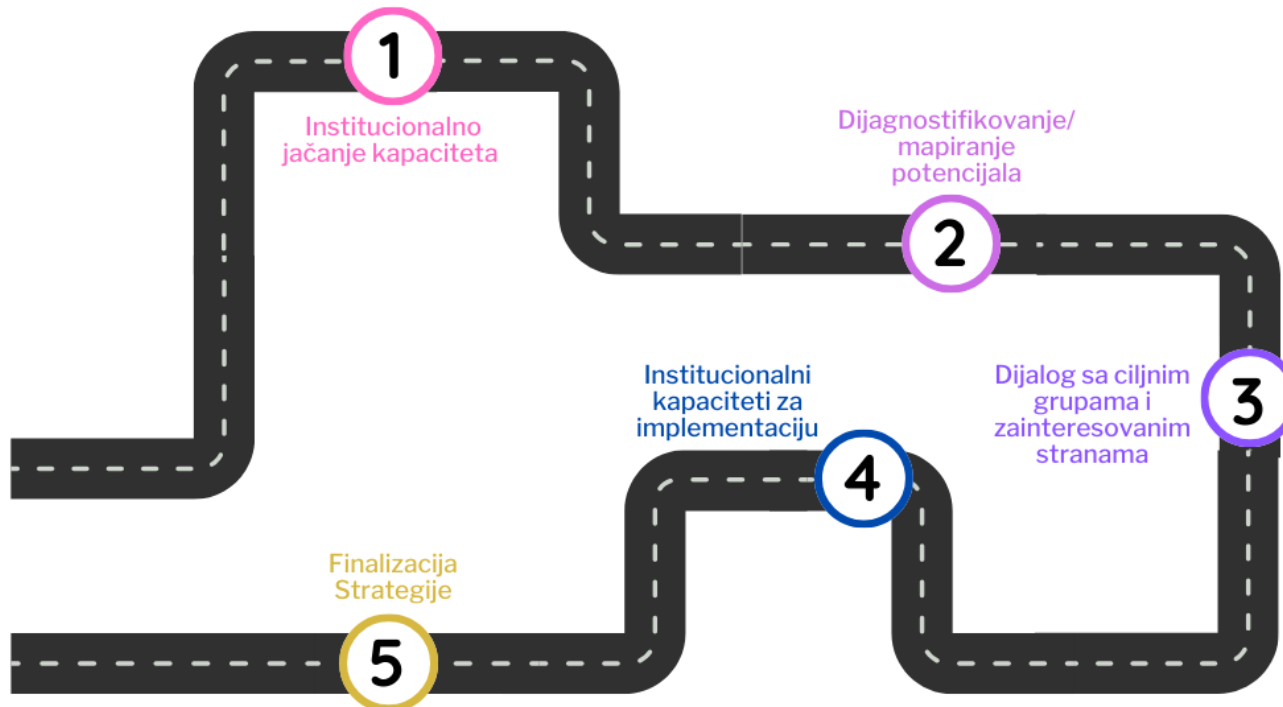 1
Institucionalno
jačanje kapaciteta
Dijagnostifikovanje/
mapiranje
potencijala
2
Dijalog sa ciljnim
grupama i
zainteresovanim
stranama
3
Institucionalni
kapaciteti za
implementaciju
4
Finalizacija
Strategije
5